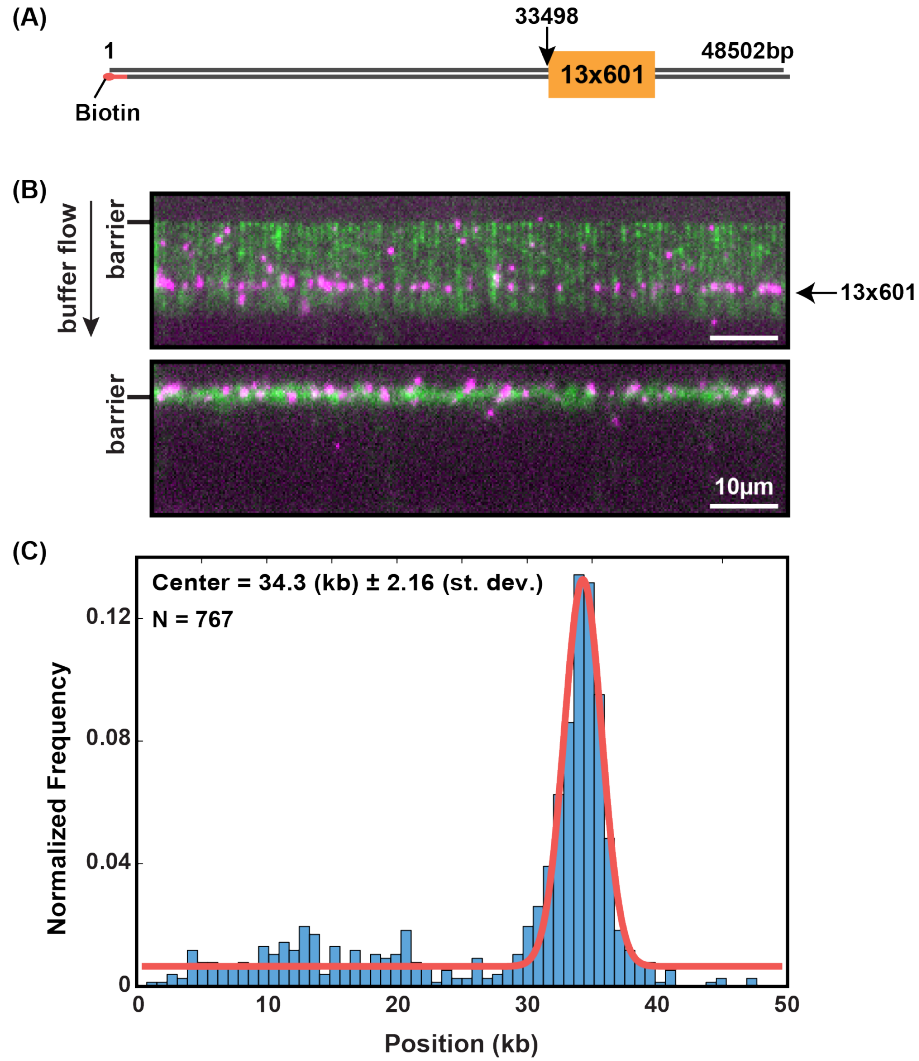 (A)
33498
1
48502bp
13x601
Biotin
(B)
buffer flow
barrier
13x601
barrier
10µm
(C)
Center = 34.3 (kb) ± 2.16 (st. dev.)
N = 767
0.12
0.08
0.04
0
Normalized Frequency
0 10 20 30 40 50
Position (kb)